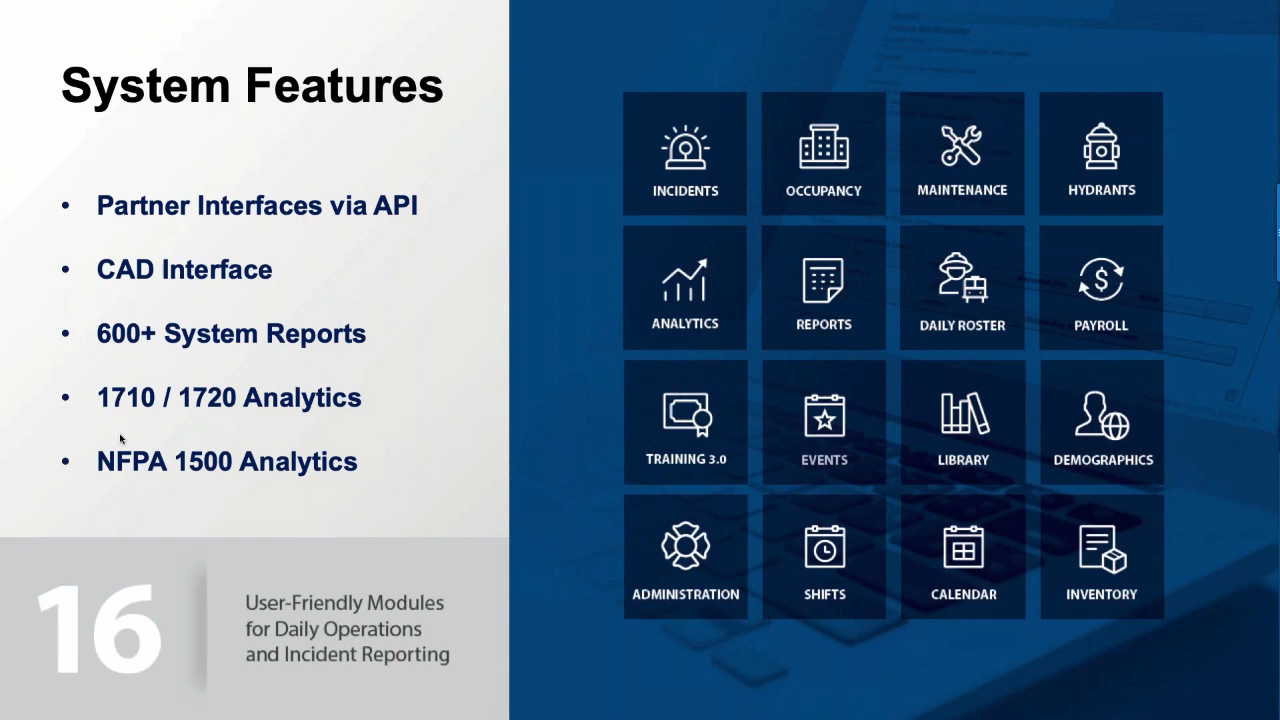 System Features
• Partner Interfaces via API
• CAD Interface
• 600+ System Reports
• 1710 / 1720 Analytics
• NFPA 1500 Analytics
16
User-Friendly Modules
for Daily Operations
and Incident Reporting
INCIDENTS
OCCUPANCY
MAINTENANCE
HYDRANTS
ANALYTICS
REPORTS
DAILY ROSTER
PAYROLL
TRAINING 3.0
EVENTS
LIBRARY
DEMOGRAPHICS
ADMINISTRATION
SHIFTS
CALENDAR
INVENTORY